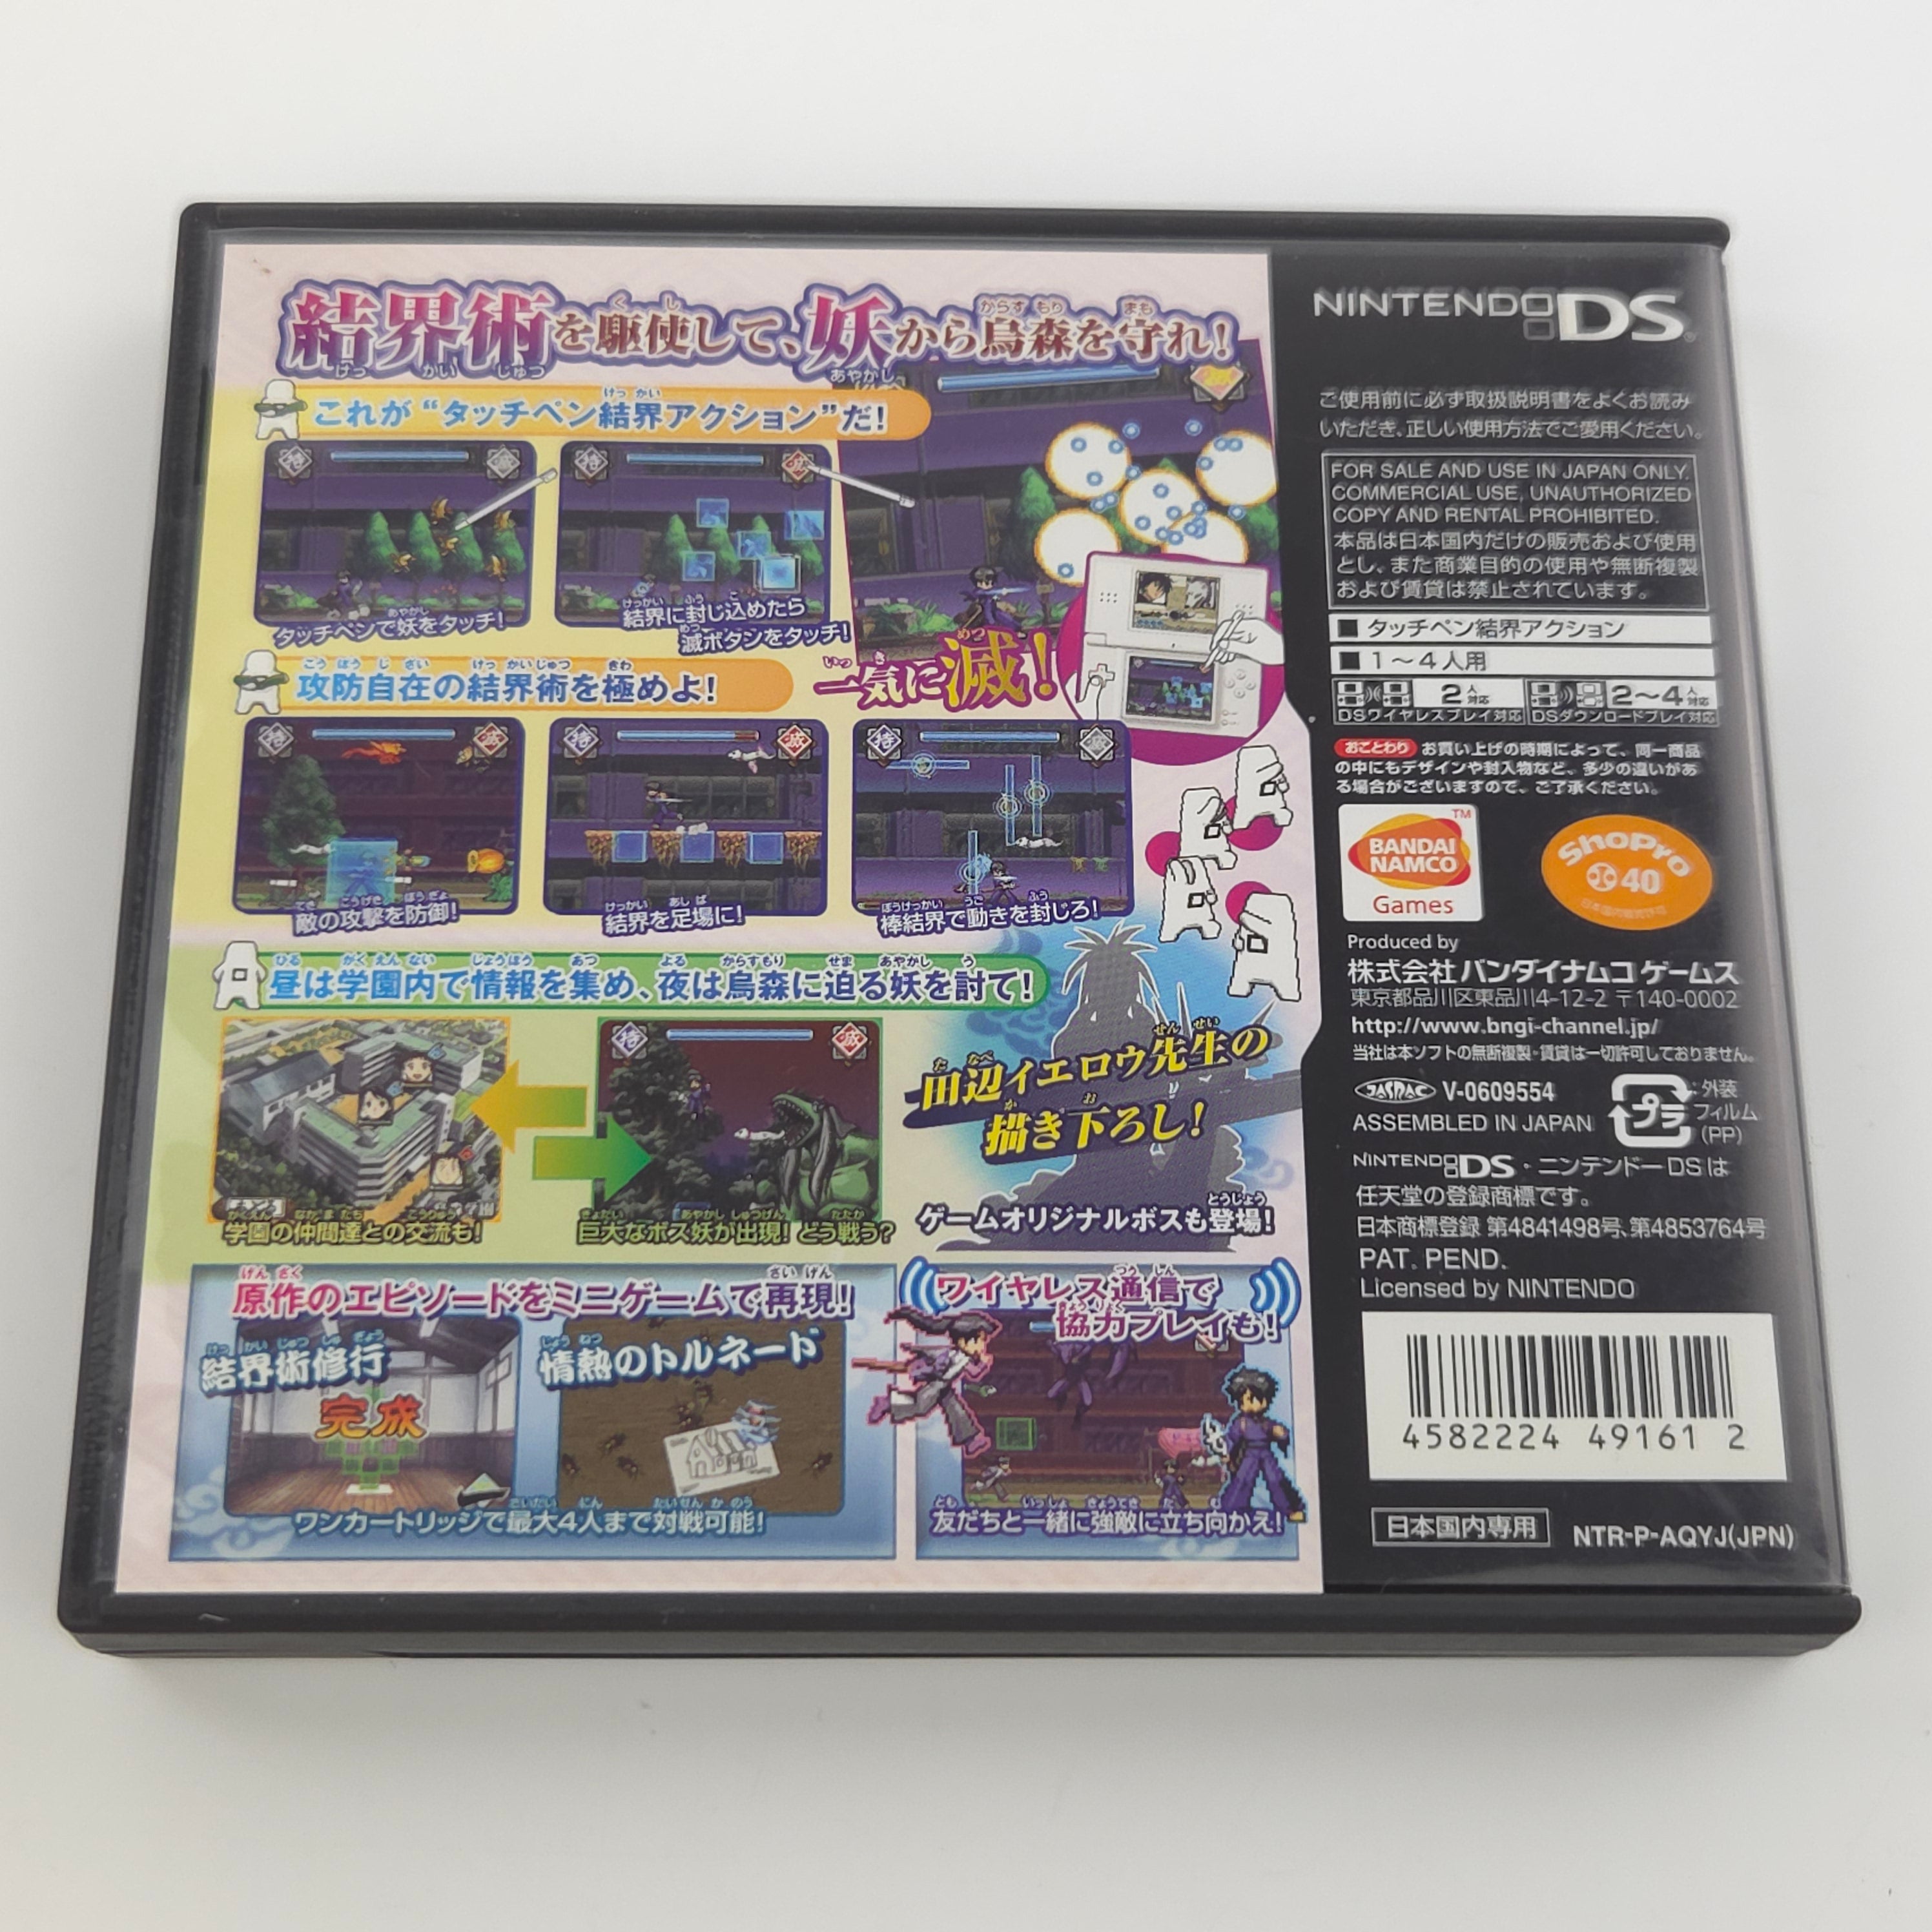 結界術を駆使して、妖から烏森を守れ!
これが“タッチペン結界アクション”だ!
タッチペンで妖をタッチ!
結界に封じ込めたら
滅ボタンをタッチ!
一気に滅!
攻防自在の結界術を極めよ!
敵の攻撃を防御!
結界を足場に!
棒結界で動きを封じろ!
昼は学園内で情報を集め、夜は烏森に迫る妖を討て!
学園の仲間達との交流も!
巨大なボス妖が出現!どう戦う?
田辺イエロウ先生の
描き下ろし!
ゲームオリジナルボスも登場!
原作のエピソードをミニゲームで再現!
結界術修行
完成
情熱のトルネード
ワンカートリッジで最大4人まで対戦可能!
ワイヤレス通信で
協力プレイも!
友だちと一緒に強敵に立ち向かえ!
NINTENDO DS
ご使用前に必ず取扱説明書をよくお読み
いただき、正しい使用方法でご愛用ください。
FOR SALE AND USE IN JAPAN ONLY.
COMMERCIAL USE, UNAUTHORIZED
COPY AND RENTAL PROHIBITED.
本品は日本国内だけの販売および使用
とし、また商業目的の使用や無断複製
および賃貸は禁止されています。
■ タッチペン結界アクション
■ 1～4人用
2人対応 2～4人対応
DSワイヤレスプレイ対応 DSダウンロードプレイ対応
おことわり お買い上げの時期によって、同一商品
の中にもデザインや封入物など、多少の違いがあ
る場合がございますので、ご了承ください。
BANDAI
NAMCO
Games
ShoPro
40
Produced by
株式会社 バンダイナムコ ゲームス
東京都品川区東品川4-12-2 〒140-0002
http://www.bngi-channel.jp/
当社は本ソフトの無断複製・賃貸は一切許可しておりません。
JASRAC V-0609554
ASSEMBLED IN JAPAN
プラ
外装
フィルム
(PP)
NINTENDO DS・ニンテンドーDSは
任天堂の登録商標です。
日本商標登録 第4841498号、第4853764号
PAT. PEND.
Licensed by NINTENDO
4582224 49161 2
日本国内専用
NTR-P-AQYJ(JPN)